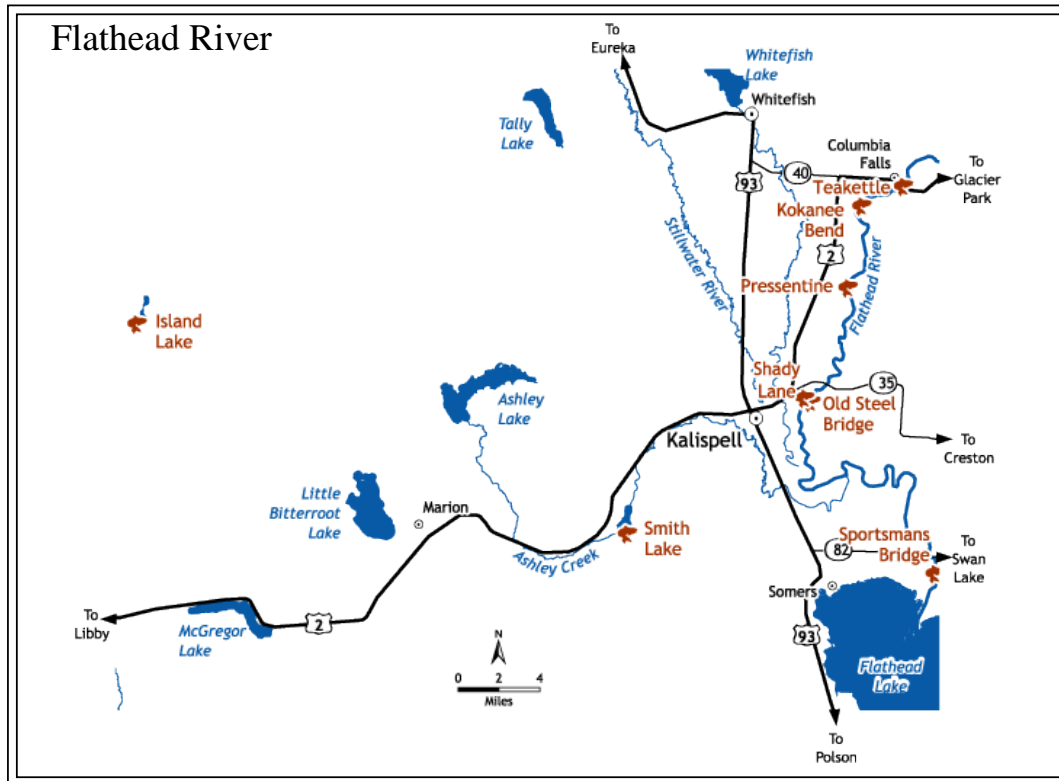 Flathead River
To
Eureka
Whitefish
Lake
Whitefish
Tally
Lake
Columbia
Falls
To
Glacier
Park
40
93
Teakettle
Kokanee
Bend
2
Stillwater River
Flathead River
Pressentine
Island
Lake
Shady
Lane
35
Ashley
Lake
Old Steel
Bridge
Kalispell
To
Creston
Little
Bitterroot
Lake
Marion
Smith
Lake
Ashley Creek
Sportsmans
Bridge
82
To
Swan
Lake
Somers
To
Libby
McGregor
Lake
2
93
N
0 2 4
Miles
Flathead
Lake
To
Polson